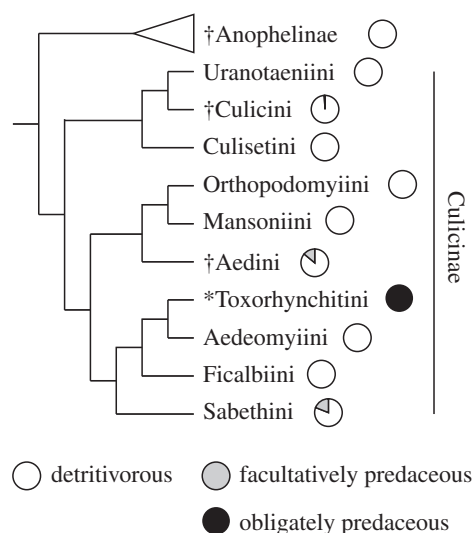 †Anophelinae
Uranotaeniini
†Culicini
Culisetini
Orthopodomyiini
Mansoniini
†Aedini
*Toxorhynchitini
Aedeomyiini
Ficalbiini
Sabethini
Culicinae
detritivorous
facultatively predaceous
obligately predaceous